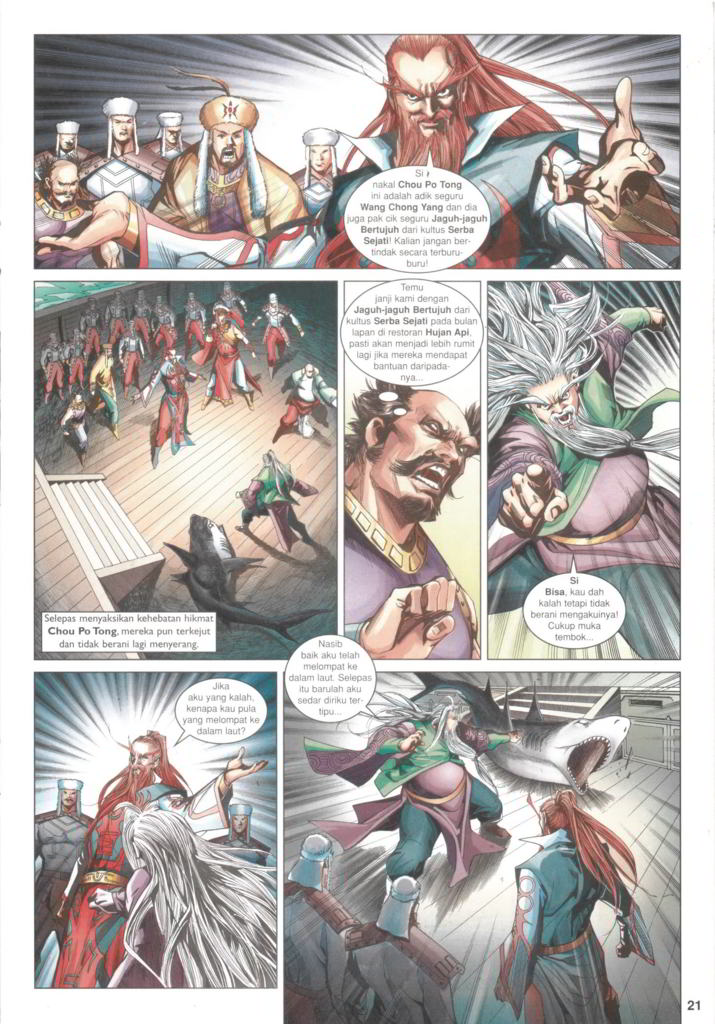 Si
nakal Chou Po Tong
ini adalah adik seguru
Wang Chong Yang dan dia
juga pak cik seguru Jaguh-jaguh
Bertujuh dari kultus Serba
Sejati! Kalian jangan ber-
tindak secara terburu-
buru!
Selepas menyaksikan kehebatan hikmat
Chou Po Tong, mereka pun terkejut
dan tidak berani lagi menyerang.
Temu
janji kami dengan
Jaguh-jaguh Bertujuh dari
kultus Serba Sejati pada bulan
lapan di restoran Hujan Api,
pasti akan menjadi lebih rumit
lagi jika mereka mendapat
bantuan daripada-
nya...
Si
Bisa, kau dah
kalah tetapi tidak
berani mengakuinya!
Cukup muka
tembok...
Jika
aku yang kalah,
kenapa kau pula
yang melompat ke
dalam laut?
Nasib
baik aku telah
melompat ke
dalam laut. Selepas
itu barulah aku
sedar diriku ter-
tipu...
21